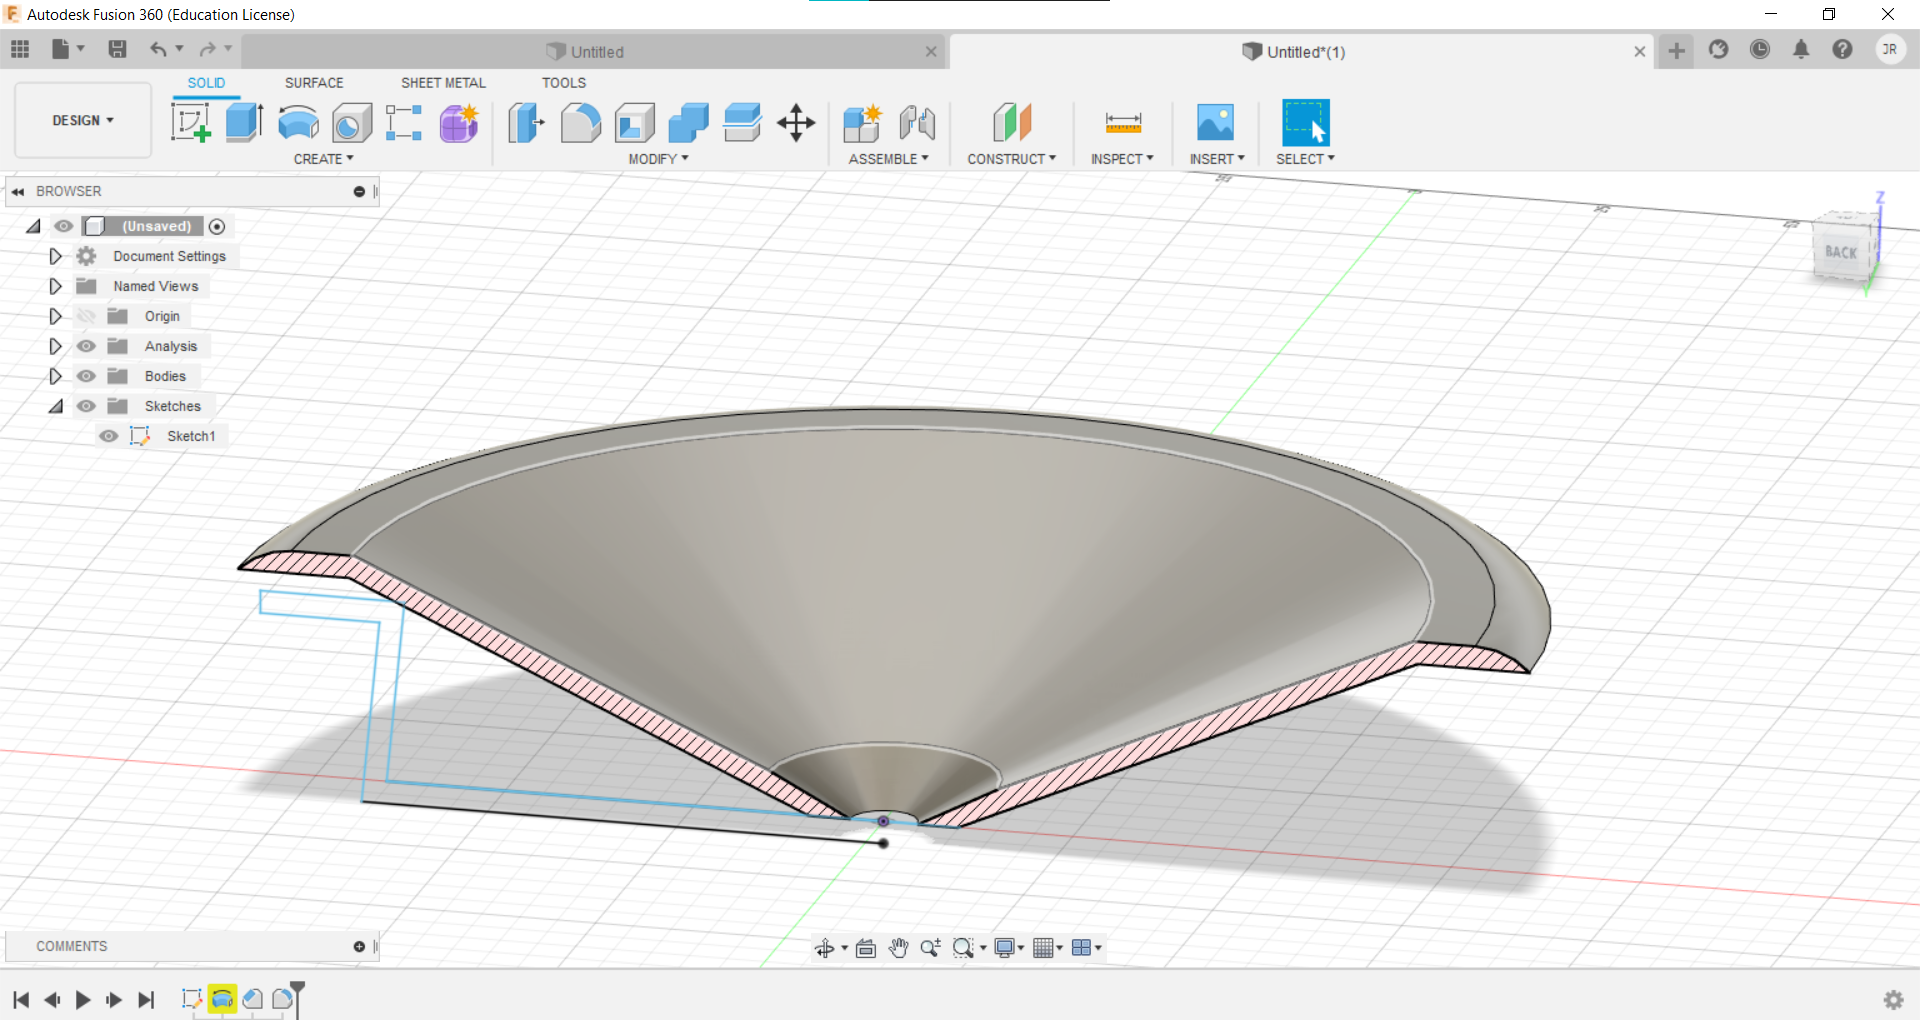 Autodesk Fusion 360 (Education License)
Untitled
Untitled*(1)
JR
DESIGN
SOLID
SURFACE
SHEET METAL
TOOLS
CREATE
MODIFY
ASSEMBLE
CONSTRUCT
INSPECT
INSERT
SELECT
BROWSER
(Unsaved)
Document Settings
Named Views
Origin
Analysis
Bodies
Sketches
Sketch1
Z
BACK
Y
COMMENTS